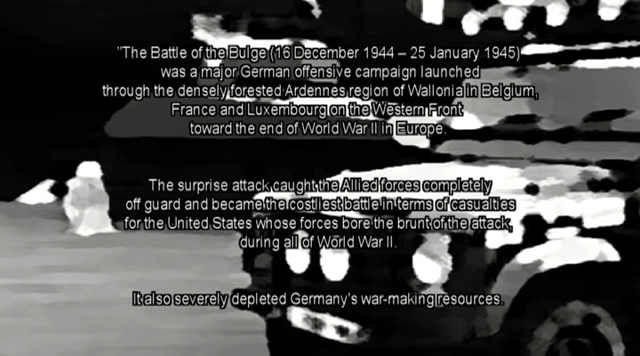 "The Battle of the Bulge (16 December 1944 – 25 January 1945)
was a major German offensive campaign launched
through the densely forested Ardennes region of Wallonia in Belgium,
France and Luxembourg on the Western Front
toward the end of World War II in Europe.
The surprise attack caught the Allied forces completely
off guard and became the costliest battle in terms of casualties
for the United States whose forces bore the brunt of the attack,
during all of World War II.
It also severely depleted Germany's war-making resources.